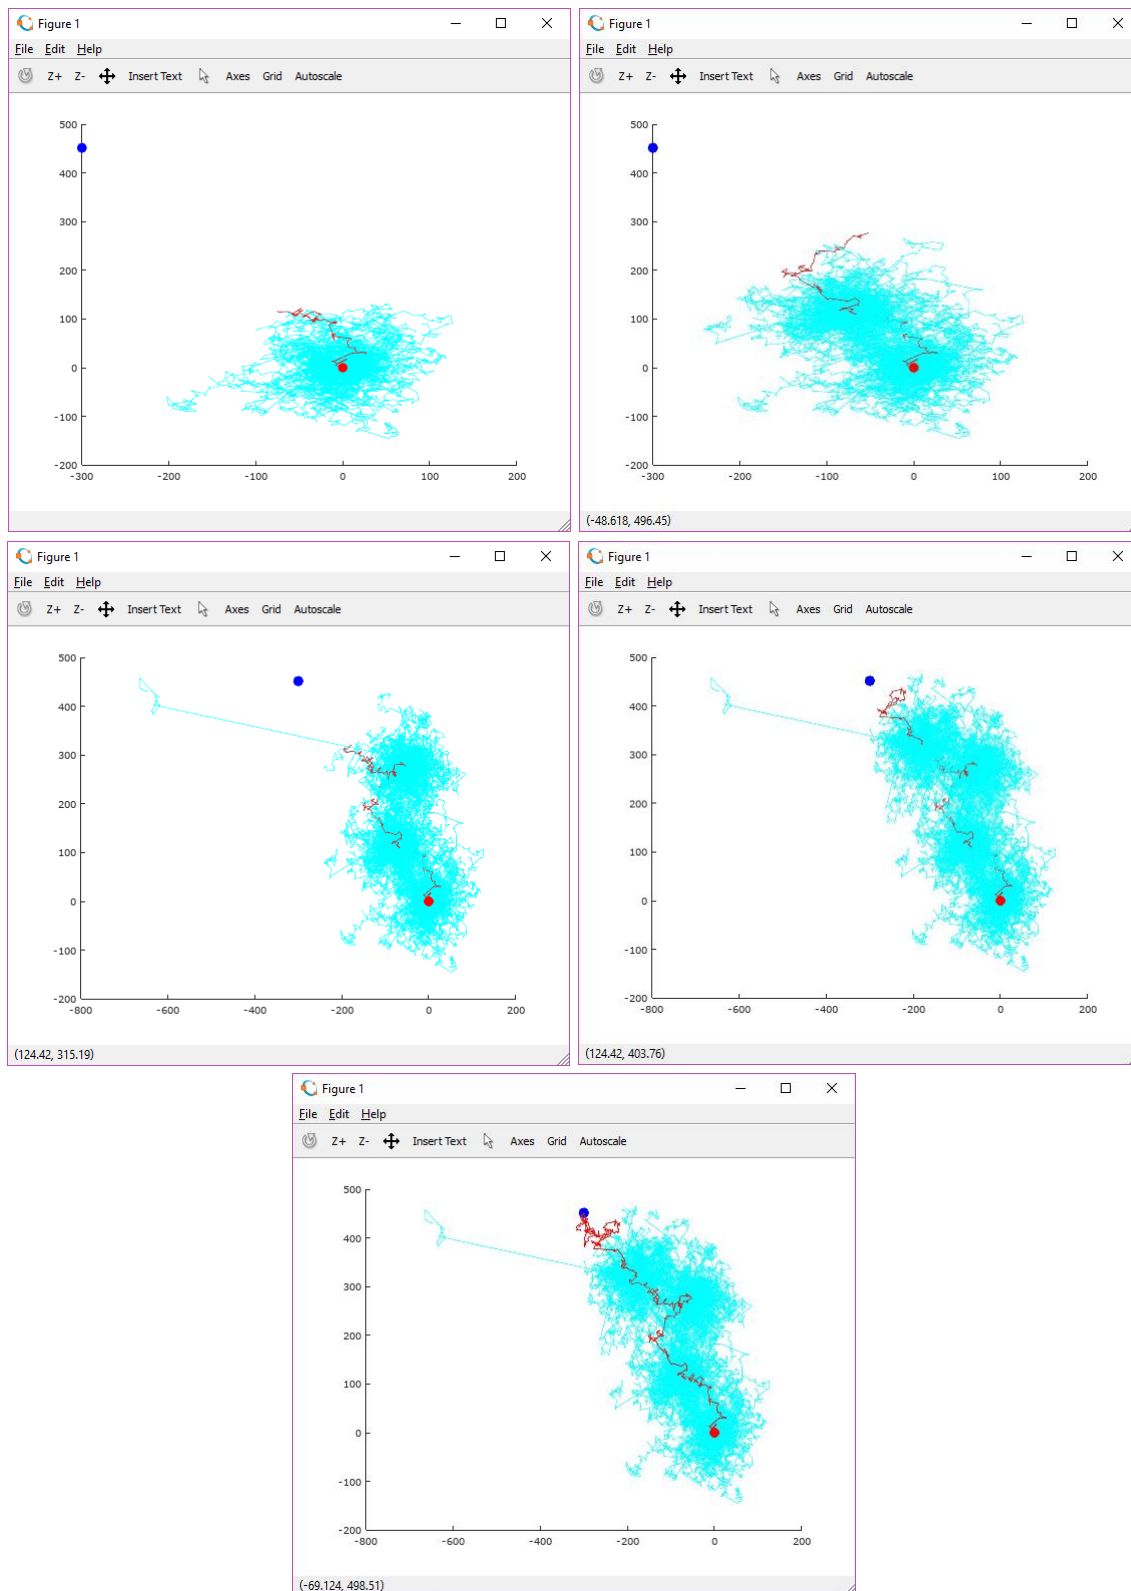 Figure 1
File Edit Help
Z+ Z- Insert Text Axes Grid Autoscale
500
400
300
200
100
0
-100
-200
-300 -200 -100 0 100 200
Figure 1
File Edit Help
Z+ Z- Insert Text Axes Grid Autoscale
500
400
300
200
100
0
-100
-200
-300 -200 -100 0 100 200
(-48.618, 496.45)
Figure 1
File Edit Help
Z+ Z- Insert Text Axes Grid Autoscale
500
400
300
200
100
0
-100
-200
-800 -600 -400 -200 0 200
(124.42, 315.19)
Figure 1
File Edit Help
Z+ Z- Insert Text Axes Grid Autoscale
500
400
300
200
100
0
-100
-200
-800 -600 -400 -200 0 200
(124.42, 403.76)
Figure 1
File Edit Help
Z+ Z- Insert Text Axes Grid Autoscale
500
400
300
200
100
0
-100
-200
-800 -600 -400 -200 0 200
(-69.124, 498.51)